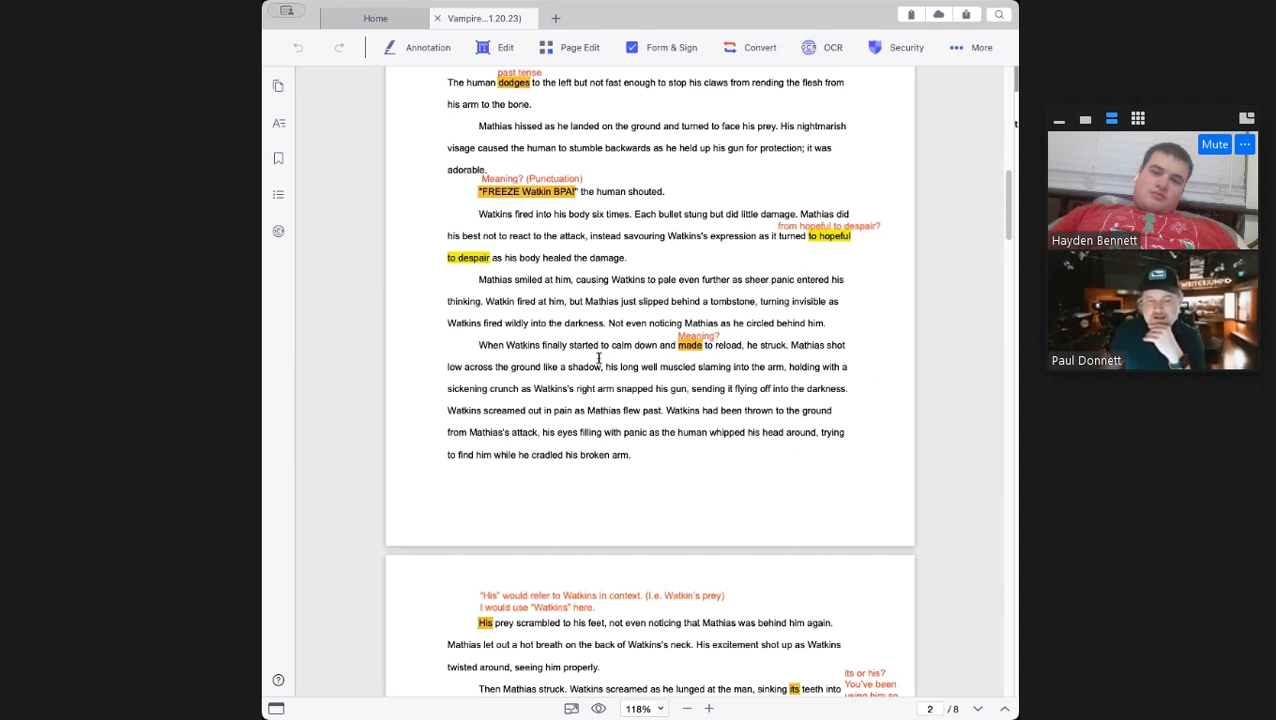 Home
Vampire...1.20.23)
Annotation
Edit
Page Edit
Form & Sign
Convert
OCR
Security
More
past tense
The human dodges to the left but not fast enough to stop his claws from rending the flesh from
his arm to the bone.
Mathias hissed as he landed on the ground and turned to face his prey. His nightmarish
visage caused the human to stumble backwards as he held up his gun for protection; it was
adorable.
Meaning? (Punctuation)
"FREEZE Watkin BPA!" the human shouted.
Watkins fired into his body six times. Each bullet stung but did little damage. Mathias did
from hopeful to despair?
his best not to react to the attack, instead savouring Watkins's expression as it turned to hopeful
to despair as his body healed the damage.
Mathias smiled at him, causing Watkins to pale even further as sheer panic entered his
thinking. Watkin fired at him, but Mathias just slipped behind a tombstone, turning invisible as
Watkins fired wildly into the darkness. Not even noticing Mathias as he circled behind him.
Meaning?
When Watkins finally started to calm down and made to reload, he struck. Mathias shot
low across the ground like a shadow, his long well muscled slaming into the arm, holding with a
sickening crunch as Watkins's right arm snapped his gun, sending it flying off into the darkness.
Watkins screamed out in pain as Mathias flew past. Watkins had been thrown to the ground
from Mathias's attack, his eyes filling with panic as the human whipped his head around, trying
to find him while he cradled his broken arm.
"His" would refer to Watkins in context. (I.e. Watkin's prey)
I would use "Watkins" here.
His prey scrambled to his feet, not even noticing that Mathias was behind him again.
Mathias let out a hot breath on the back of Watkins's neck. His excitement shot up as Watkins
twisted around, seeing him properly.
its or his?
You've been
using him so
Then Mathias struck. Watkins screamed as he lunged at the man, sinking its teeth into
118%
2 / 8
Mute
Hayden Bennett
WRITERJUMP
Paul Donnett